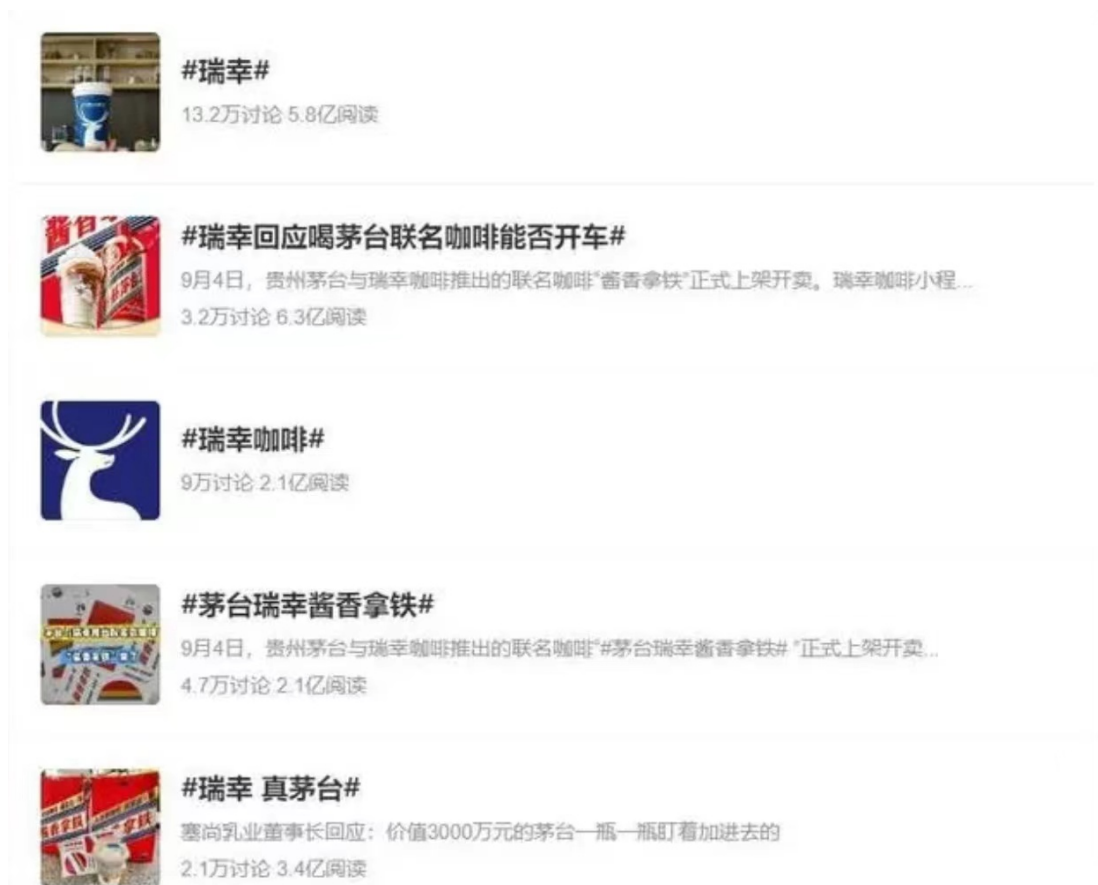 #瑞幸#
13.2万讨论 5.8亿阅读
酱香
#瑞幸回应喝茅台联名咖啡能否开车#
9月4日，贵州茅台与瑞幸咖啡推出的联名咖啡“酱香拿铁”正式上架开卖。瑞幸咖啡小程...
3.2万讨论 6.3亿阅读
#瑞幸咖啡#
9万讨论 2.1亿阅读
#茅台瑞幸酱香拿铁#
9月4日，贵州茅台与瑞幸咖啡推出的联名咖啡“#茅台瑞幸酱香拿铁# ”正式上架开卖...
4.7万讨论 2.1亿阅读
#瑞幸 真茅台#
塞尚乳业董事长回应：价值3000万元的茅台一瓶一瓶盯着加进去的
2.1万讨论 3.4亿阅读